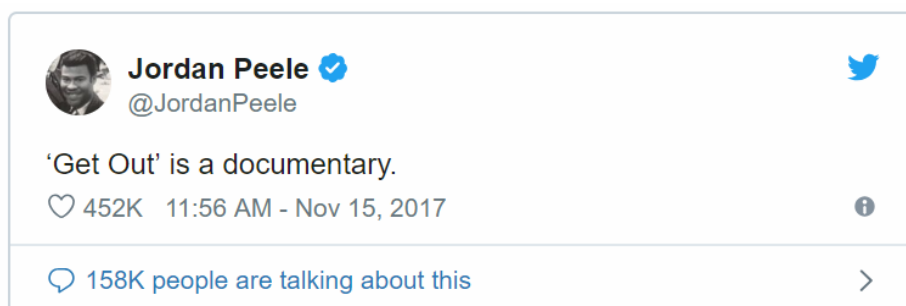 Jordan Peele
@JordanPeele
‘Get Out’ is a documentary.
452K 11:56 AM - Nov 15, 2017
158K people are talking about this